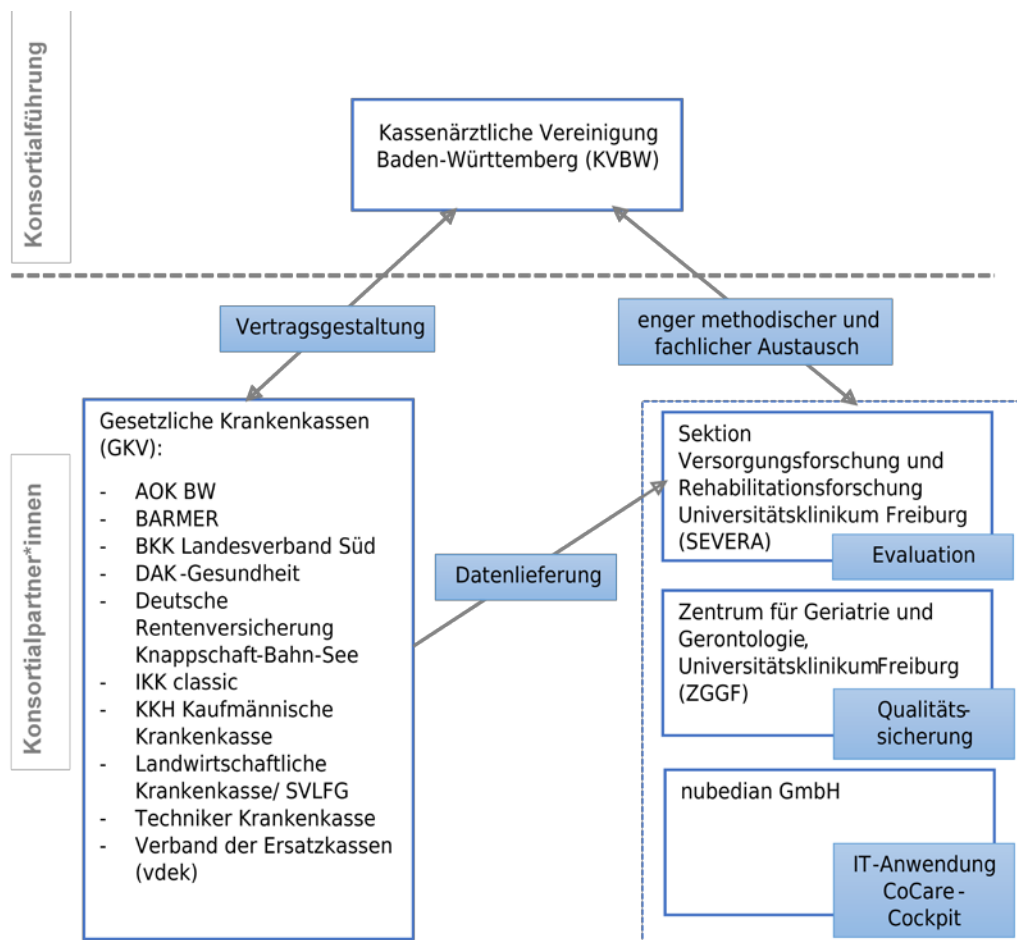 Konsortialführung
Kassenärztliche Vereinigung
Baden-Württemberg (KVBW)
Vertragsgestaltung
enger methodischer und
fachlicher Austausch
Konsortialpartner*innen
Gesetzliche Krankenkassen
(GKV):
- AOK BW
- BARMER
- BKK Landesverband Süd
- DAK-Gesundheit
- Deutsche
Rentenversicherung
Knappschaft-Bahn-See
- IKK classic
- KKH Kaufmännische
Krankenkasse
- Landwirtschaftliche
Krankenkasse/ SVLFG
- Techniker Krankenkasse
- Verband der Ersatzkassen
(vdek)
Datenlieferung
Sektion
Versorgungsforschung und
Rehabilitationsforschung
Universitätsklinikum Freiburg
(SEVERA)
Evaluation
Zentrum für Geriatrie und
Gerontologie,
UniversitätsklinikumFreiburg
(ZGGF)
Qualitäts-
sicherung
nubedian GmbH
IT-Anwendung
CoCare-
Cockpit